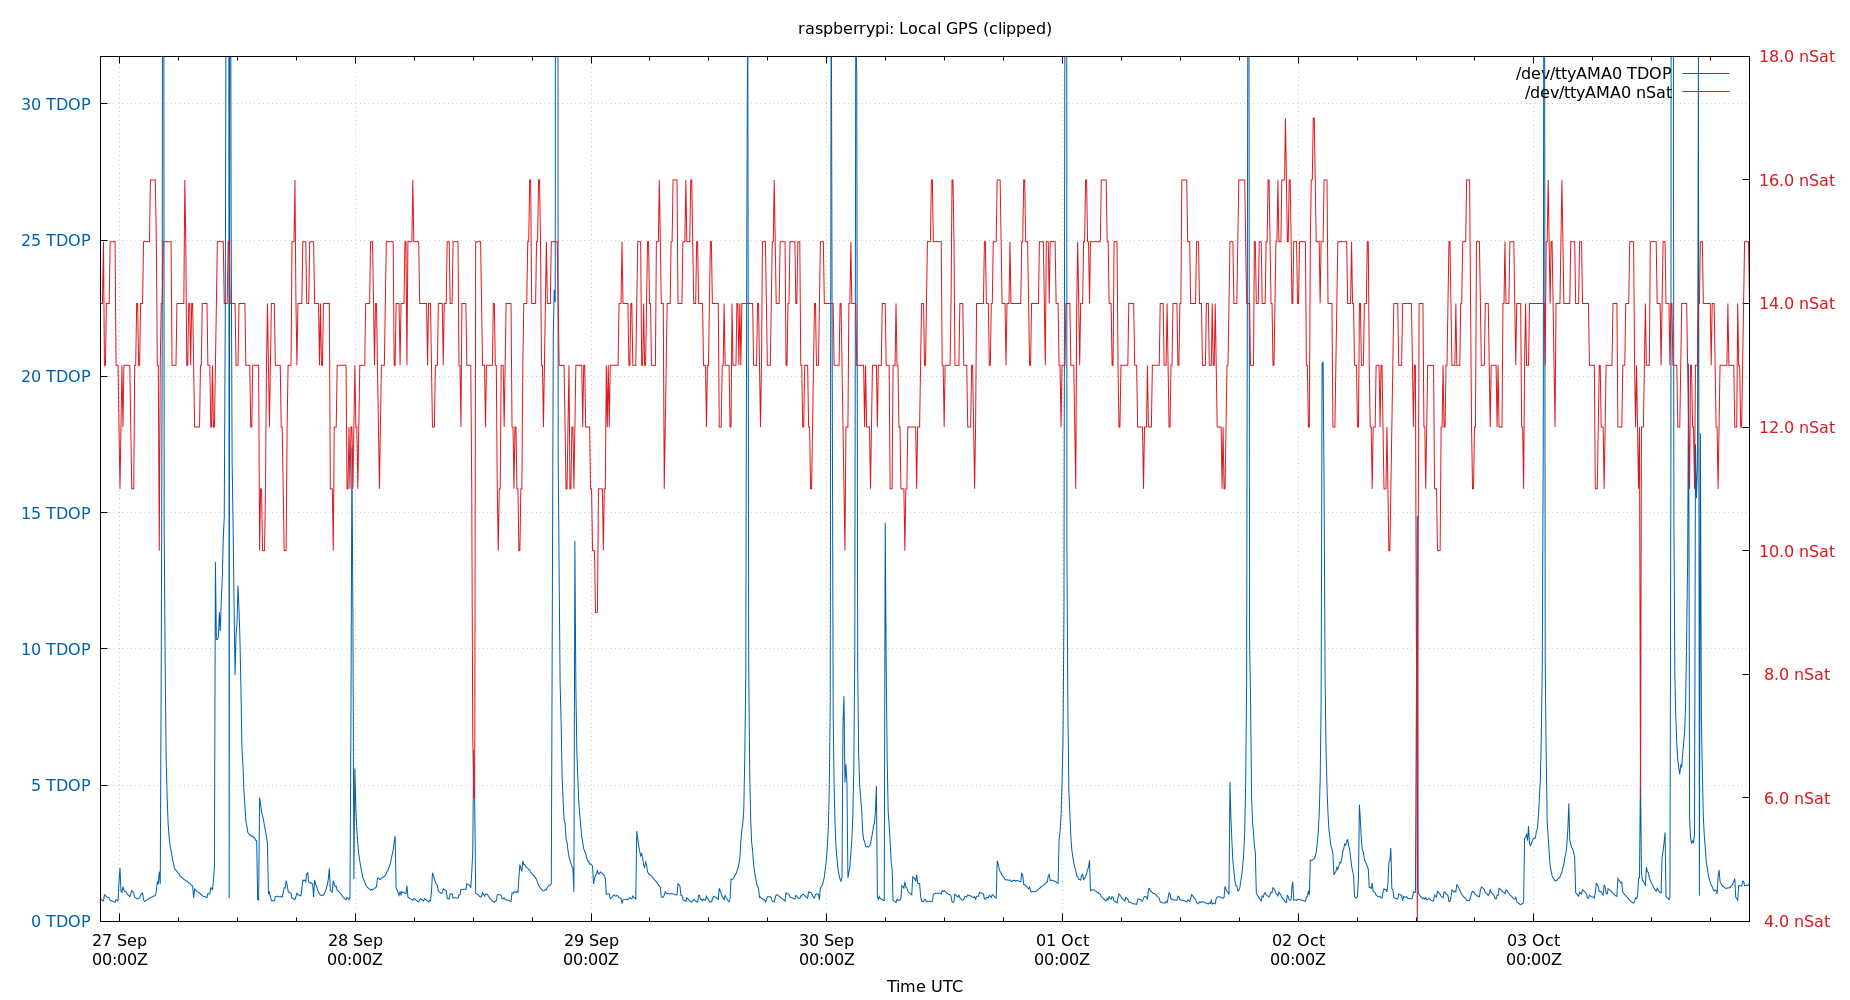 raspberrypi: Local GPS (clipped)
/dev/ttyAMA0 TDOP
/dev/ttyAMA0 nSat
30 TDOP
25 TDOP
20 TDOP
15 TDOP
10 TDOP
5 TDOP
0 TDOP
18.0 nSat
16.0 nSat
14.0 nSat
12.0 nSat
10.0 nSat
8.0 nSat
6.0 nSat
4.0 nSat
27 Sep
00:00Z
28 Sep
00:00Z
29 Sep
00:00Z
30 Sep
00:00Z
01 Oct
00:00Z
02 Oct
00:00Z
03 Oct
00:00Z
Time UTC